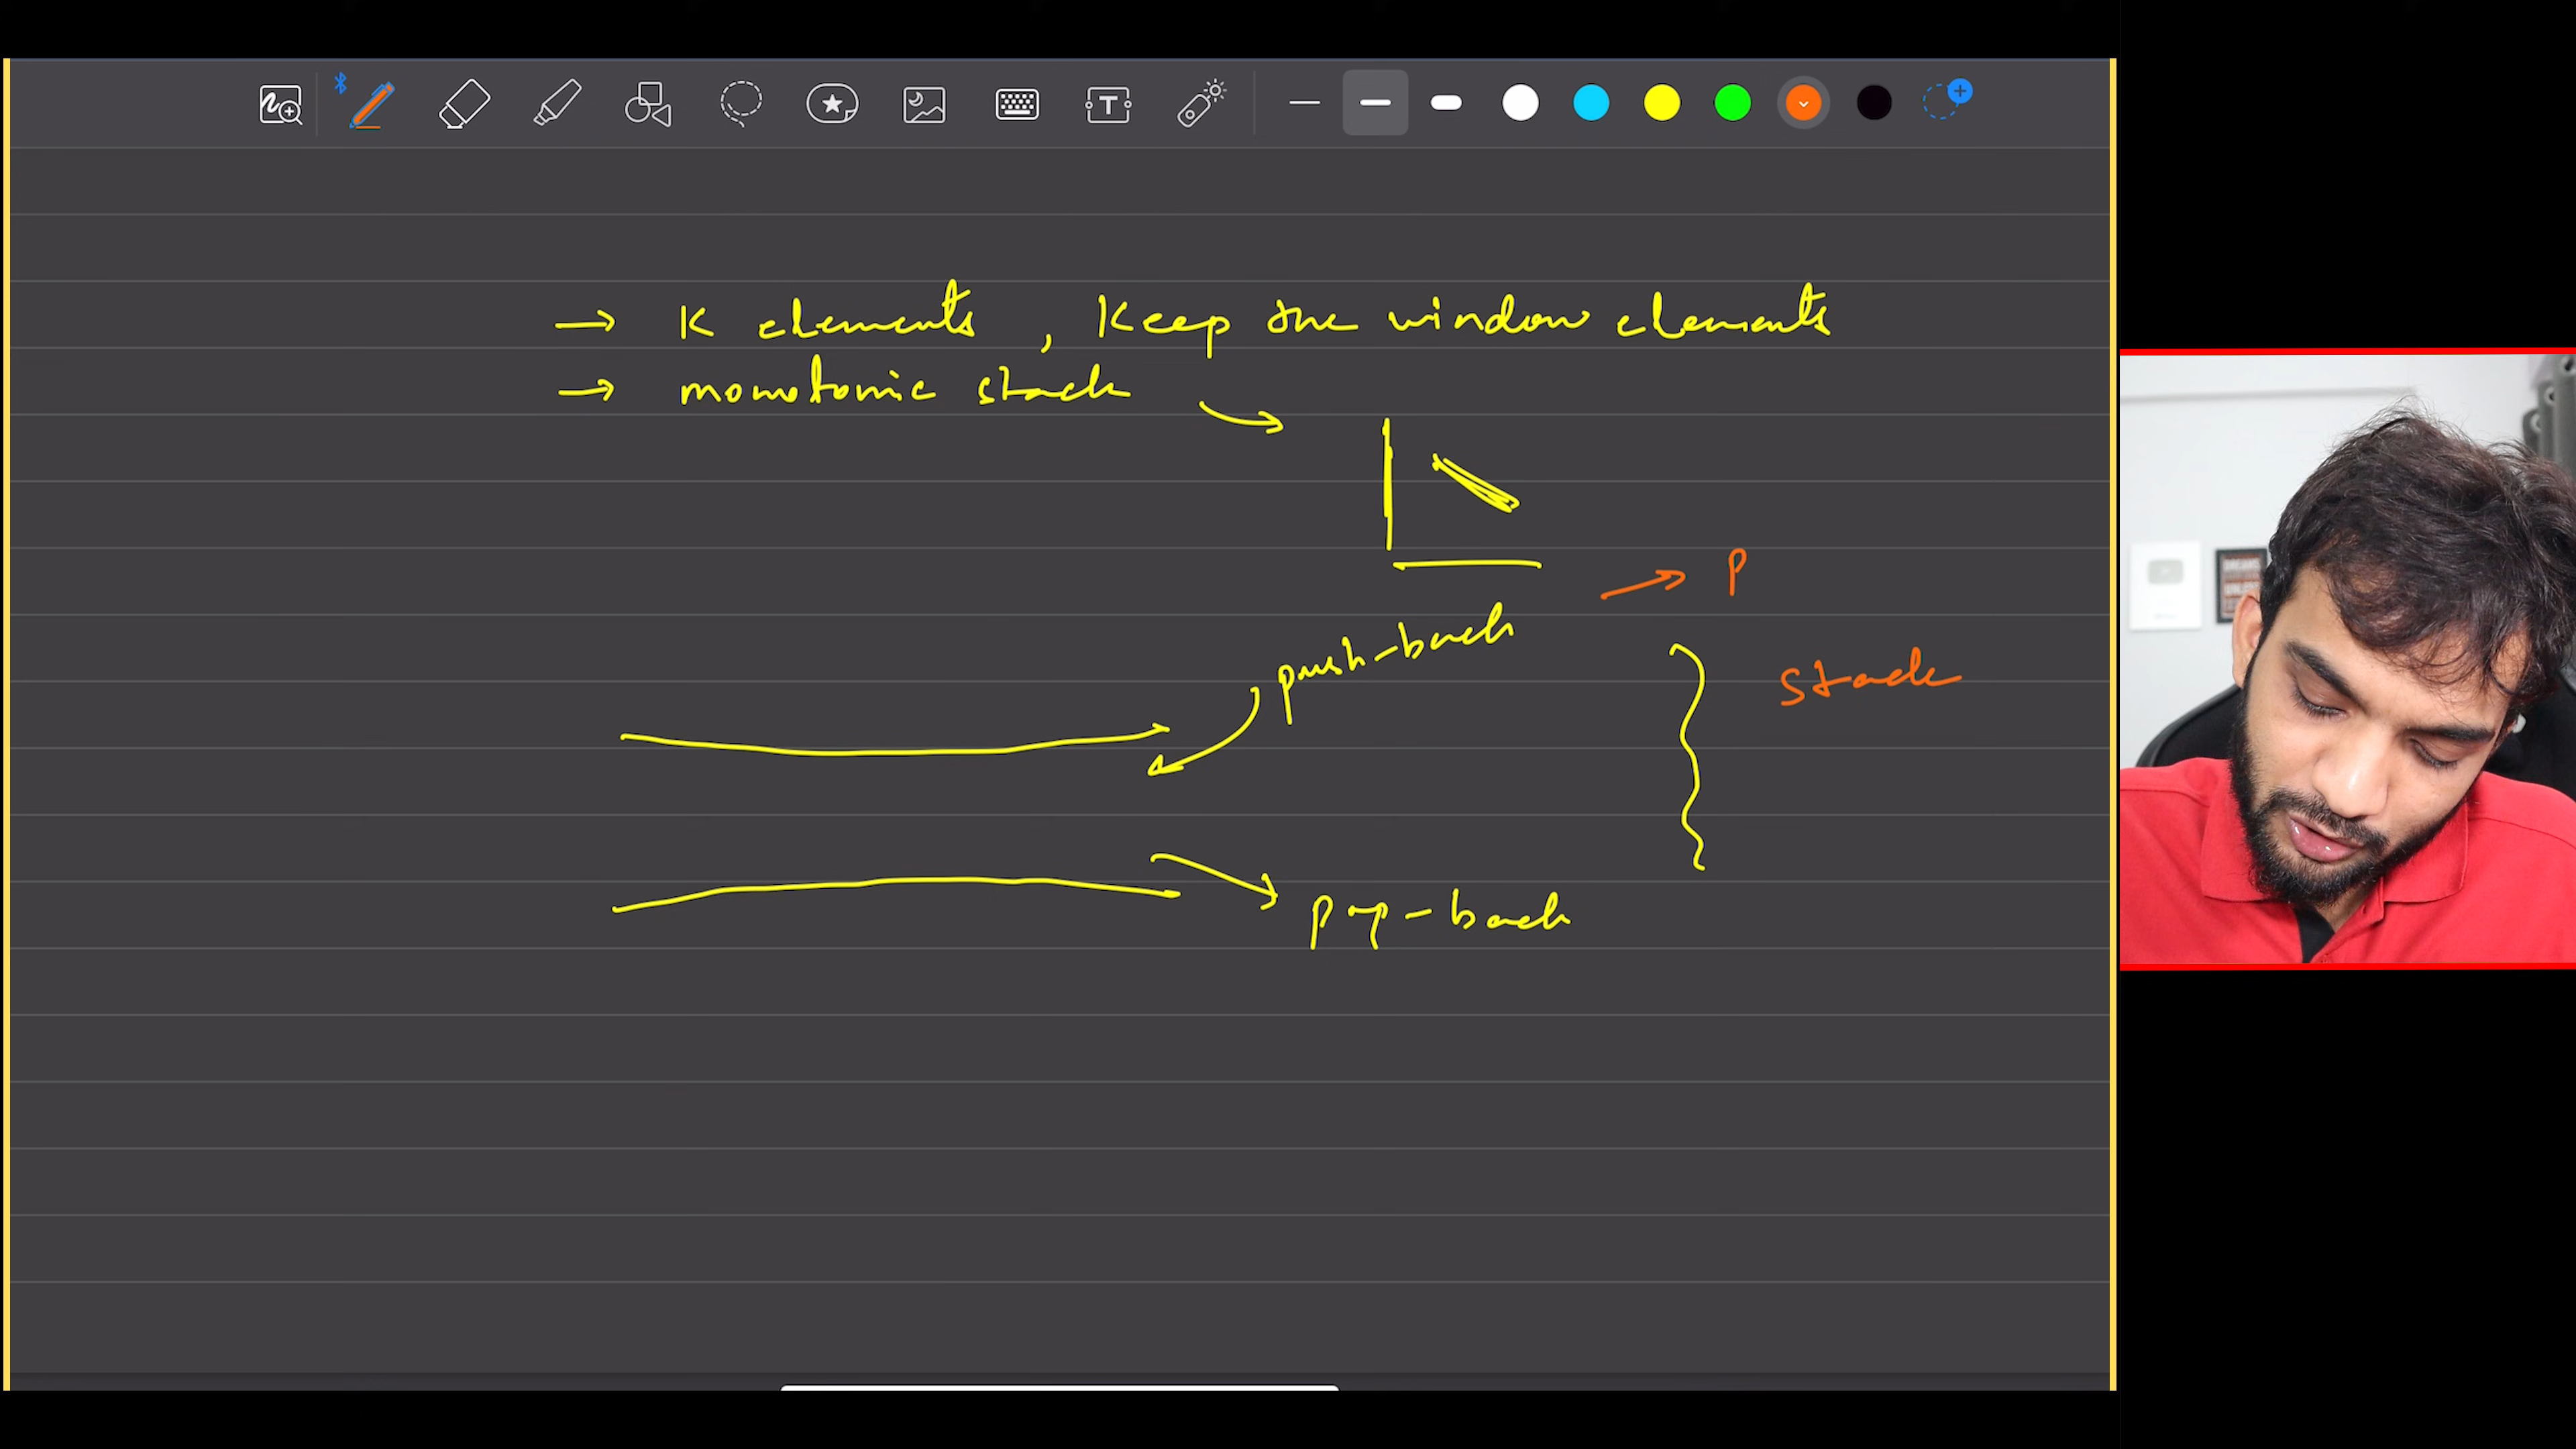 → K elements, Keep the window elements
→ monotonic stack
→ P
push-back
stack
pop-back
T